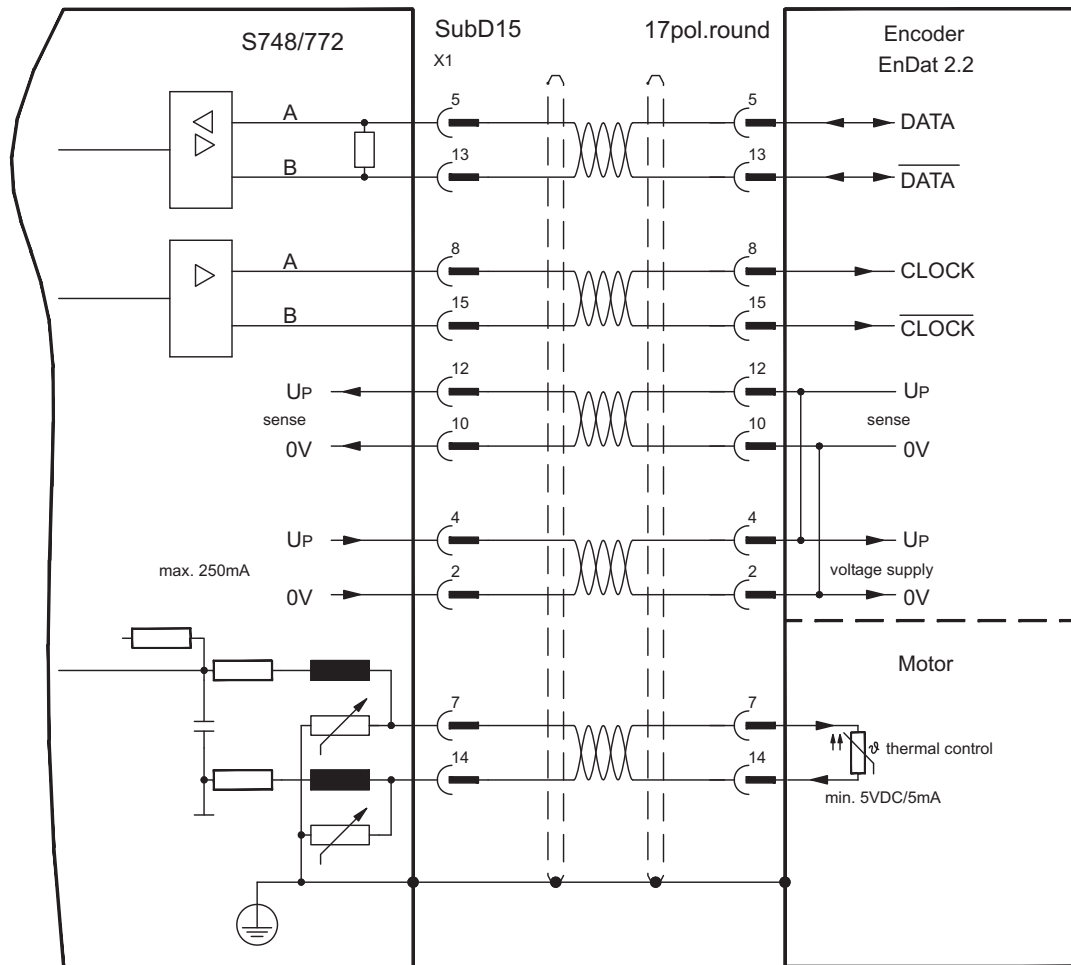 S748/772 SubD15 17pol.round Encoder
X1 EnDat 2.2
A 5 5 DATA
B 13 13 DATA
A 8 8 CLOCK
B 15 15 CLOCK
UP 12 12 UP
sense sense
0V 10 10 0V
UP 4 4 UP
max. 250mA voltage supply
0V 2 2 0V
Motor
7 7
ϑ thermal control
14 14
min. 5VDC/5mA